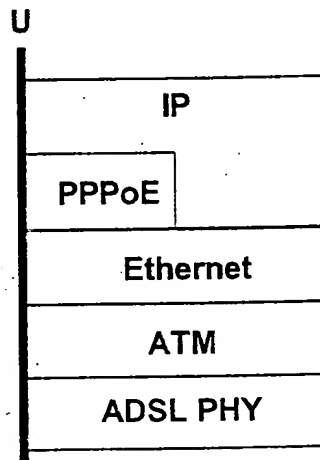 U
IP
PPPoE
Ethernet
ATM
ADSL PHY